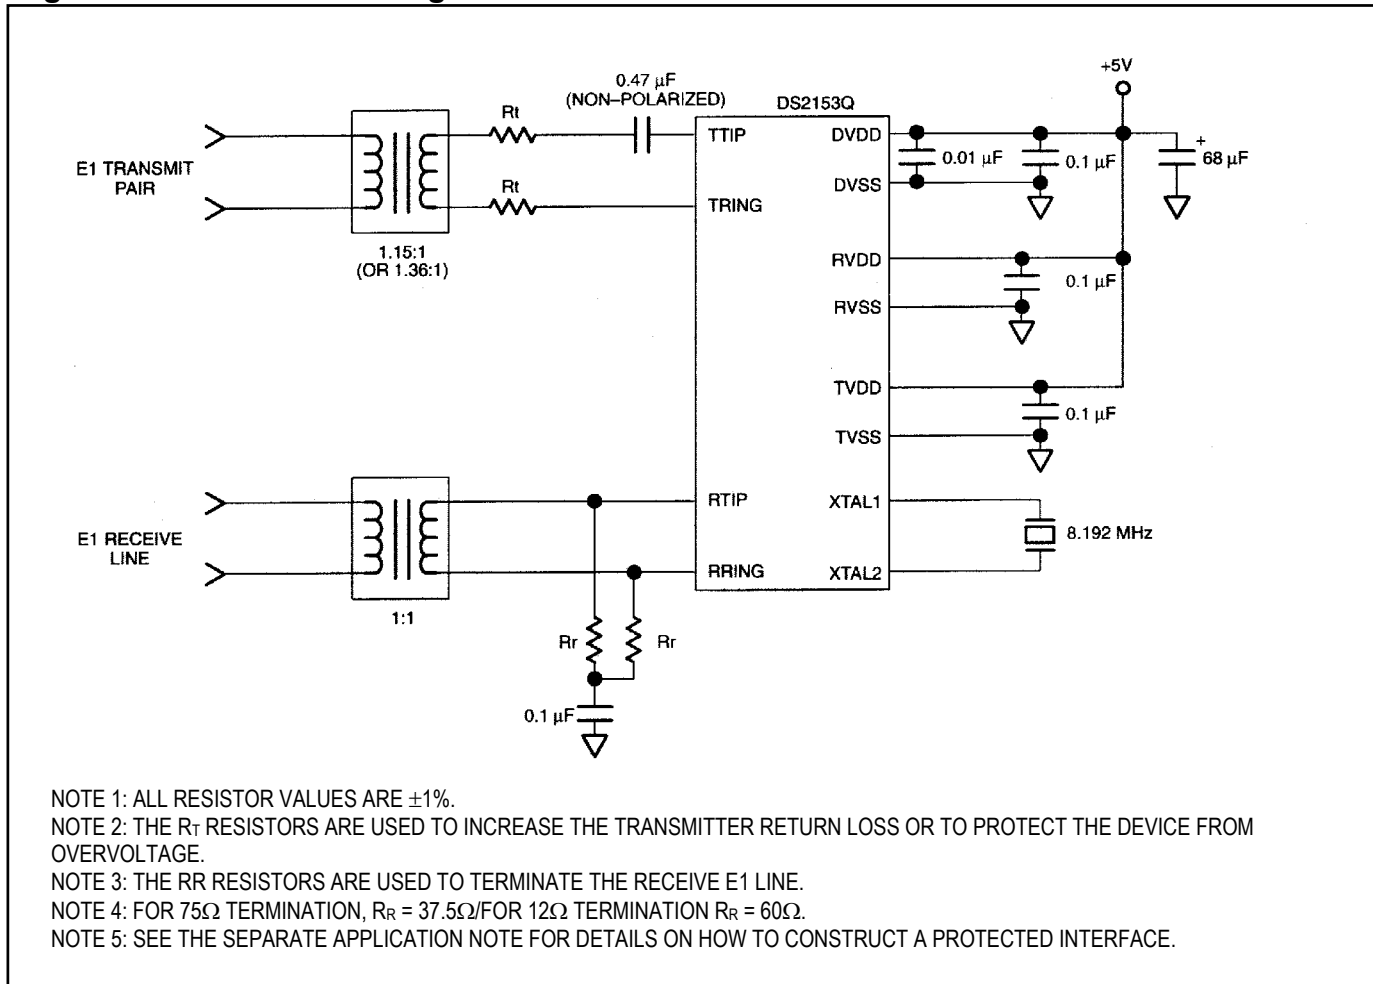 0.47 µF
(NON–POLARIZED)
DS2153Q
+5V
Rt
TTIP
DVDD
0.01 µF
0.1 µF
+
68 µF
E1 TRANSMIT
PAIR
Rt
TRING
DVSS
1.15:1
(OR 1.36:1)
RVDD
0.1 µF
RVSS
TVDD
0.1 µF
TVSS
RTIP
XTAL1
E1 RECEIVE
LINE
8.192 MHz
RRING
XTAL2
1:1
Rr
Rr
0.1 µF
NOTE 1: ALL RESISTOR VALUES ARE ±1%.
NOTE 2: THE RT RESISTORS ARE USED TO INCREASE THE TRANSMITTER RETURN LOSS OR TO PROTECT THE DEVICE FROM
OVERVOLTAGE.
NOTE 3: THE RR RESISTORS ARE USED TO TERMINATE THE RECEIVE E1 LINE.
NOTE 4: FOR 75Ω TERMINATION, RR = 37.5Ω/FOR 12Ω TERMINATION RR = 60Ω.
NOTE 5: SEE THE SEPARATE APPLICATION NOTE FOR DETAILS ON HOW TO CONSTRUCT A PROTECTED INTERFACE.